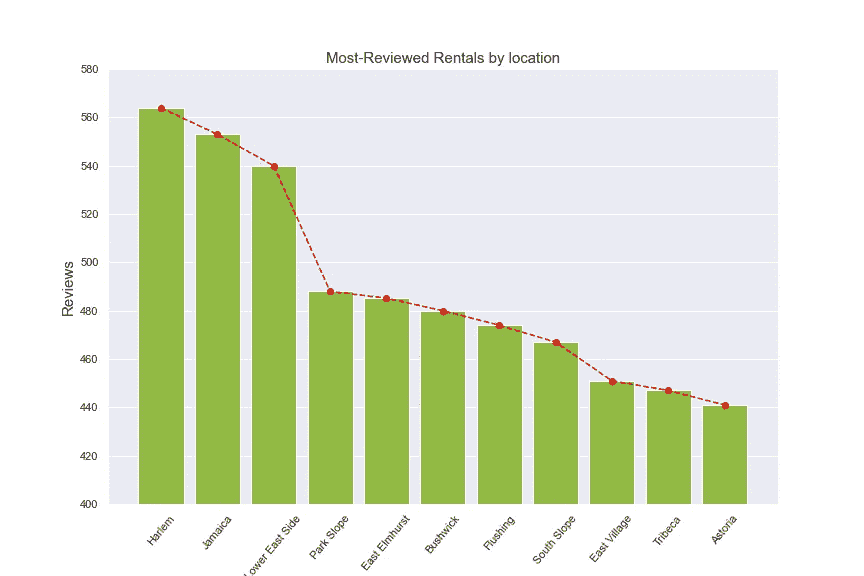 Most-Reviewed Rentals by location
580
560
540
520
500
480
460
440
420
400
Reviews
Harlem
Jamaica
Lower East Side
Park Slope
East Elmhurst
Bushwick
Flushing
South Slope
East Village
Tribeca
Astoria